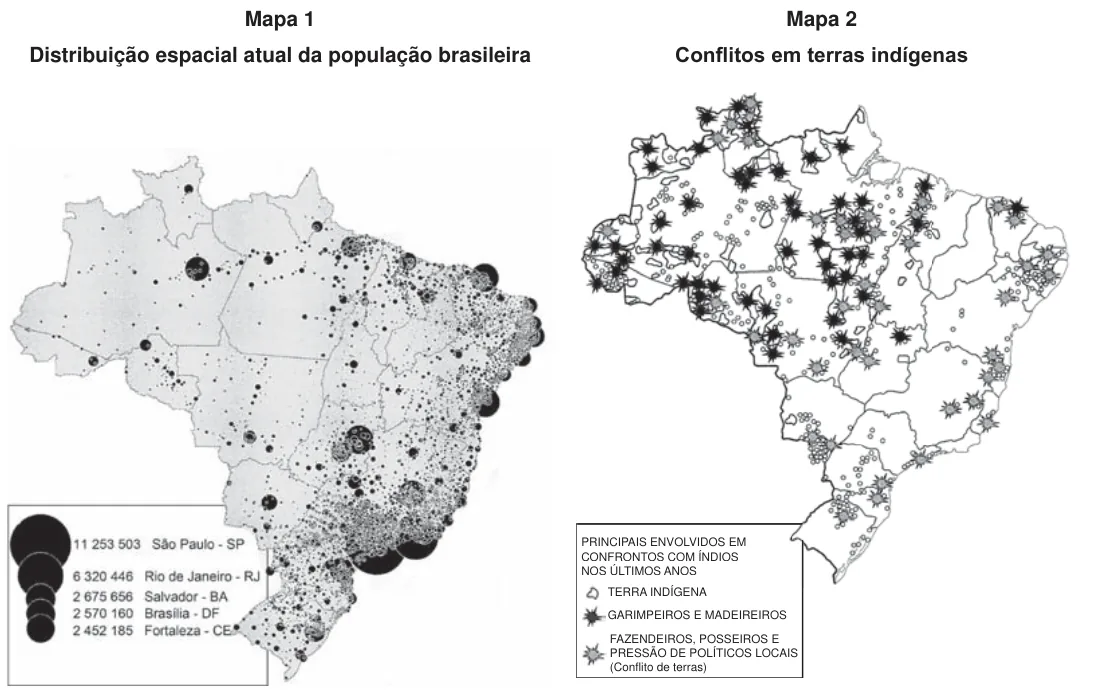 Mapa 1
Distribuição espacial atual da população brasileira
11 253 503 São Paulo - SP
6 320 446 Rio de Janeiro - RJ
2 675 656 Salvador - BA
2 570 160 Brasília - DF
2 452 185 Fortaleza - CE
Mapa 2
Conflitos em terras indígenas
PRINCIPAIS ENVOLVIDOS EM
CONFRONTOS COM ÍNDIOS
NOS ÚLTIMOS ANOS
TERRA INDÍGENA
GARIMPEIROS E MADEIREIROS
FAZENDEIROS, POSSEIROS E
PRESSÃO DE POLÍTICOS LOCAIS
(Conflito de terras)